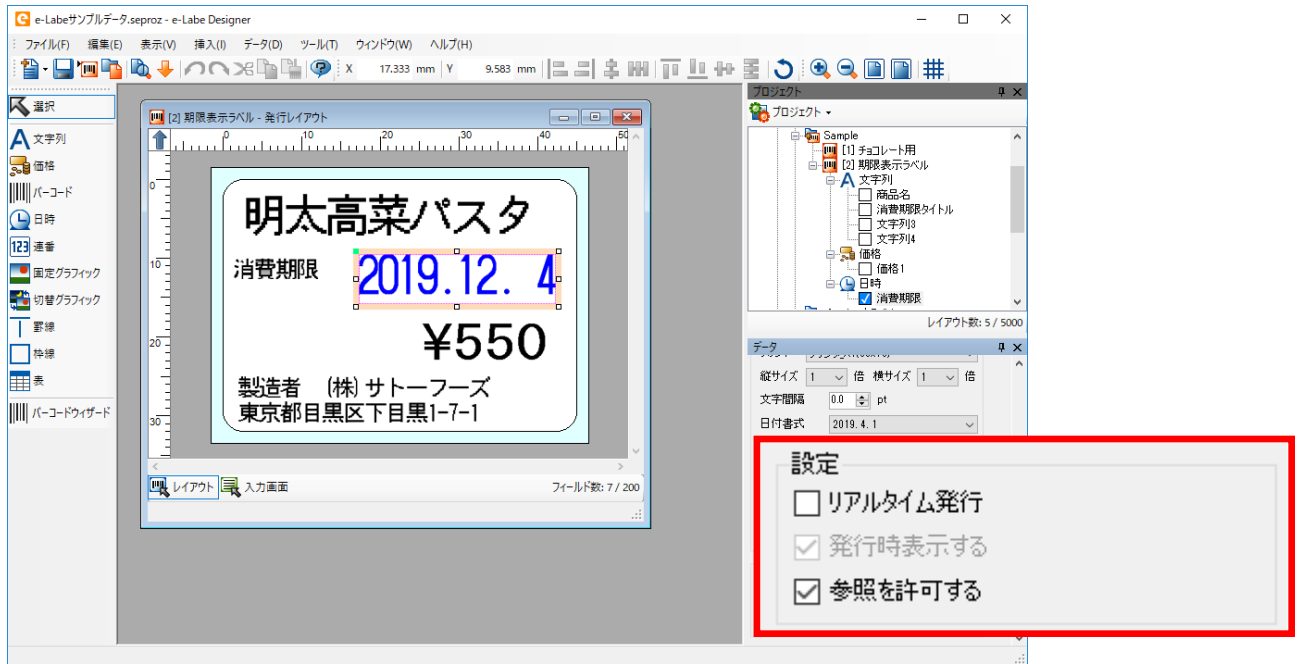 e-Labeサンプルデータ.seproz - e-Labe Designer
ファイル(F) 編集(E) 表示(V) 挿入(I) データ(D) ツール(T) ウィンドウ(W) ヘルプ(H)
X 17.333 mm Y 9.583 mm
選択
文字列
価格
バーコード
日時
123 連番
固定グラフィック
切替グラフィック
罫線
枠線
表
バーコードウィザード
[2] 期限表示ラベル - 発行レイアウト
0 10 20 30 40 50
0
10
20
30
明太高菜パスタ
消費期限 2019.12. 4
¥550
製造者 (株) サトーフーズ
東京都目黒区下目黒1-7-1
レイアウト 入力画面 フィールド数: 7 / 200
プロジェクト
プロジェクト
Sample
[1] チョコレート用
[2] 期限表示ラベル
A 文字列
商品名
消費期限タイトル
文字列3
文字列4
価格
価格1
日時
消費期限
レイアウト数: 5 / 5000
データ
縦サイズ 1 倍 横サイズ 1 倍
文字間隔 0.0 pt
日付書式 2019. 4. 1
設定
リアルタイム発行
発行時表示する
参照を許可する